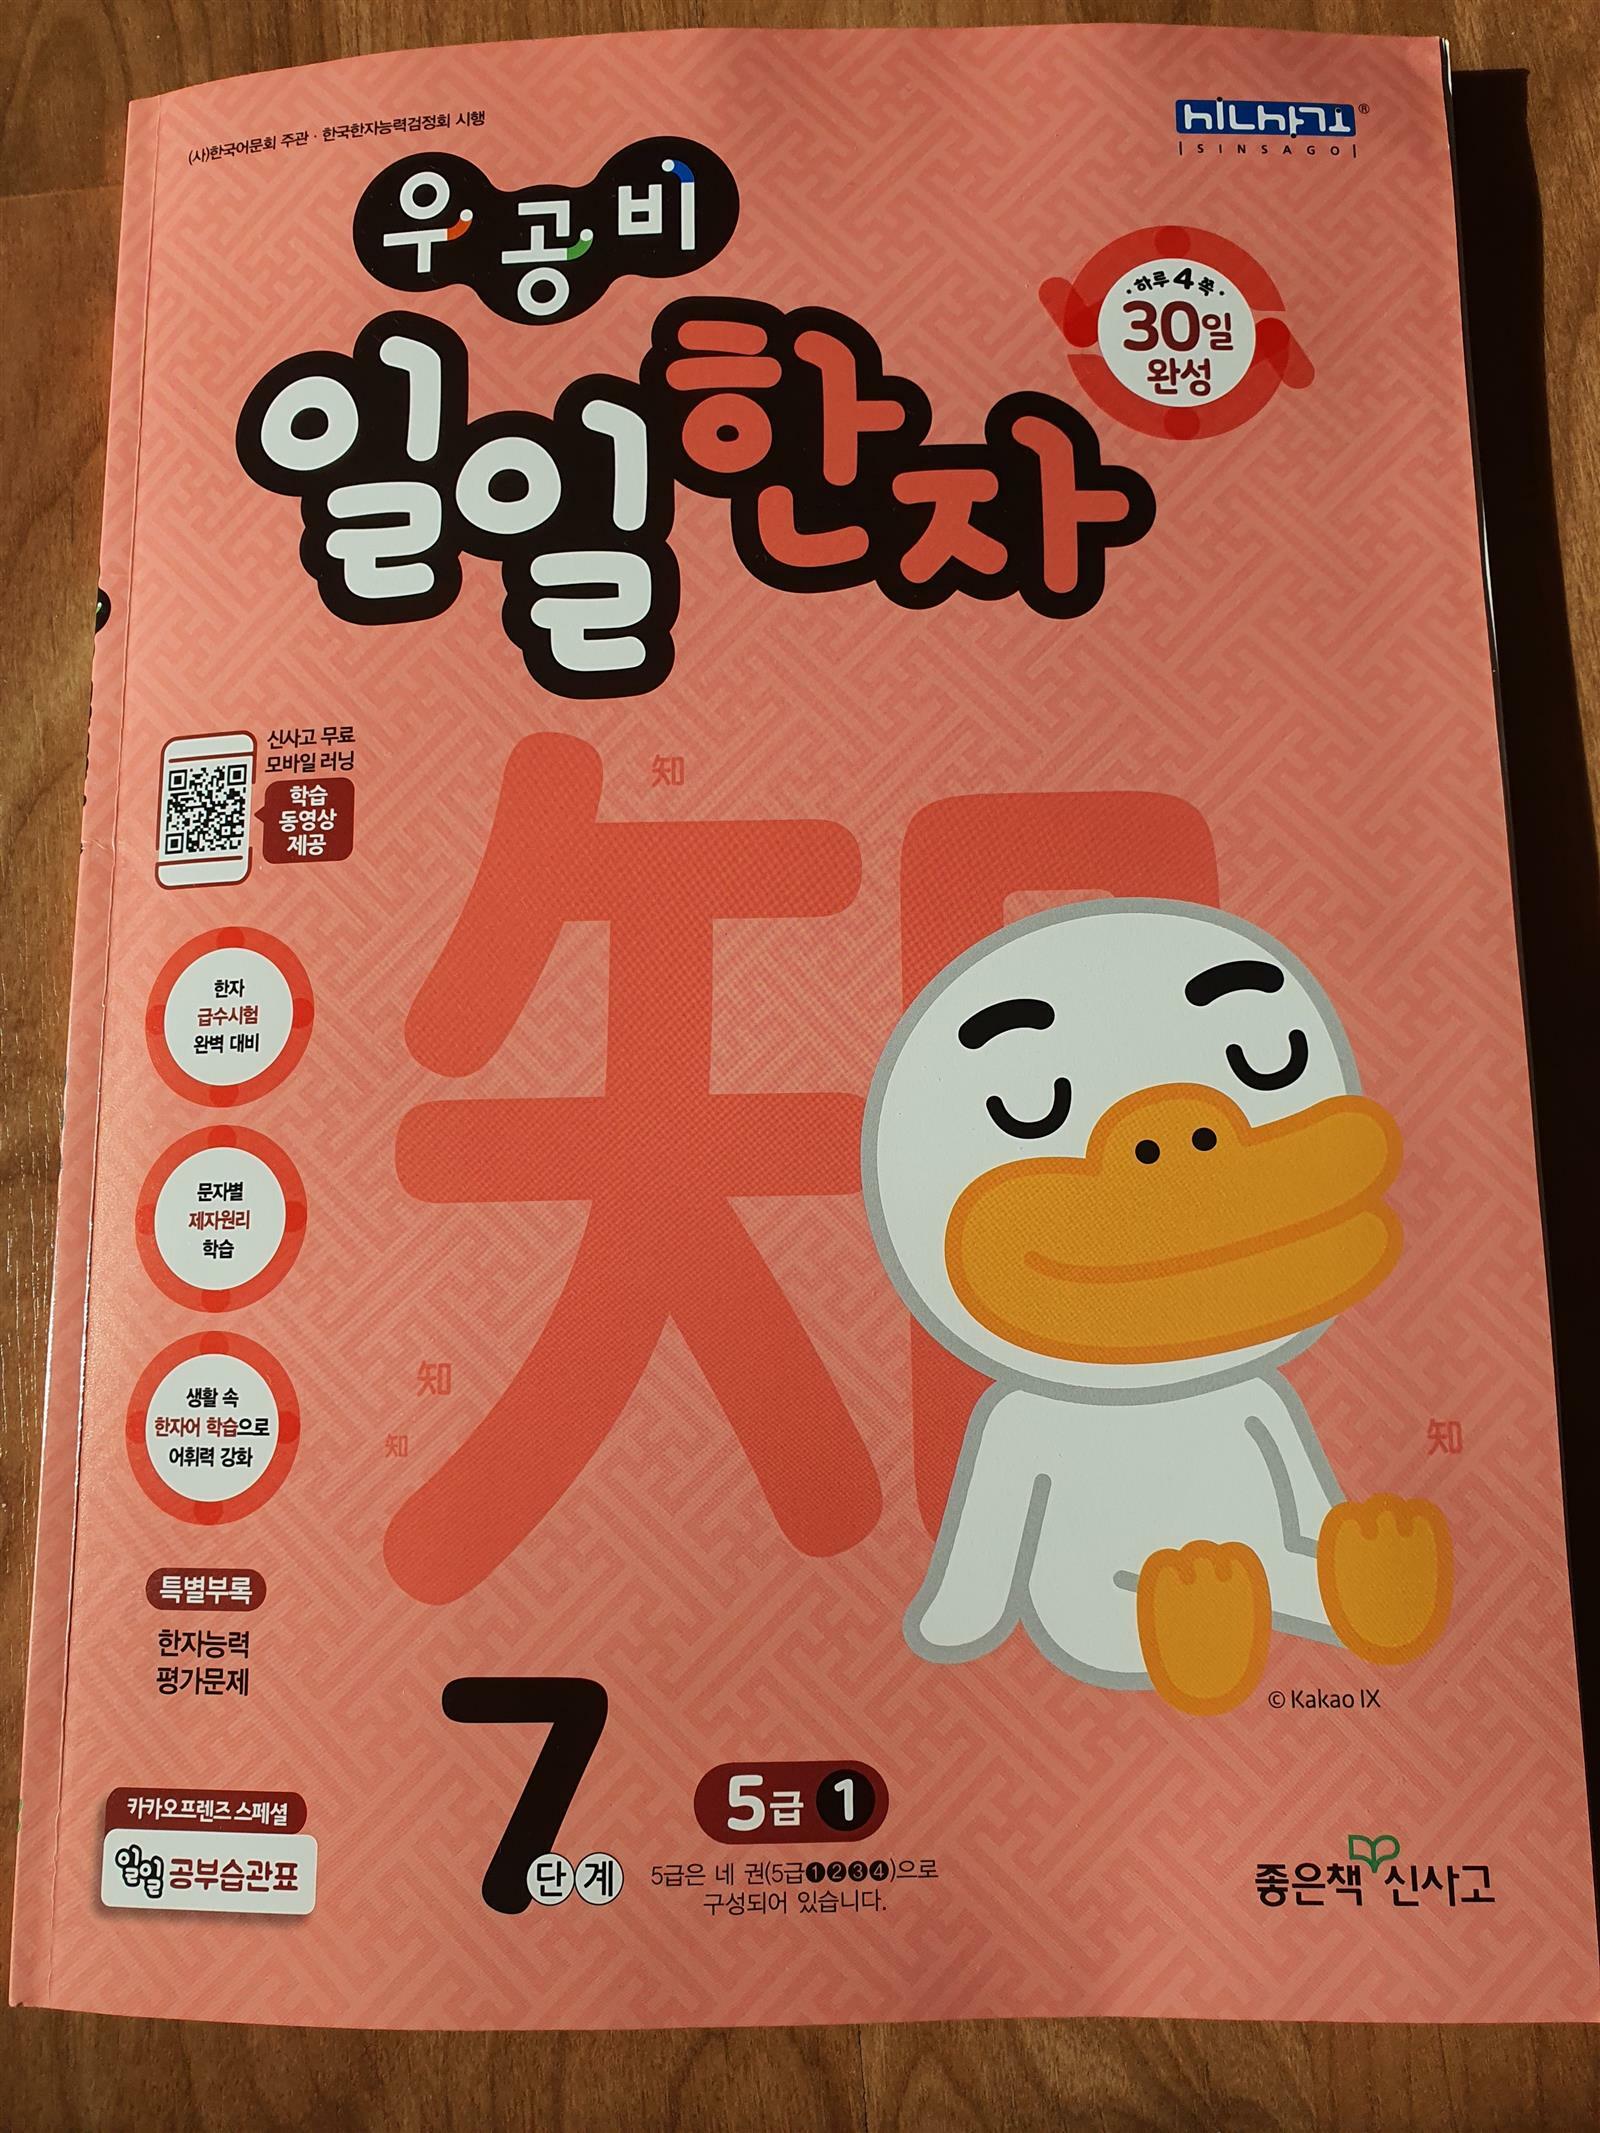 (사)한국어문회 주관 · 한국한자능력검정회 시행
신사고®
SINSAGO
우공비
일일한자
·하루 4쪽·
30일
완성
신사고 무료
모바일 러닝
학습
동영상
제공
知
知
한자
급수시험
완벽 대비
문자별
제자원리
학습
知
知
知
생활 속
한자어 학습으로
어휘력 강화
특별부록
한자능력
평가문제
© Kakao IX
카카오프렌즈 스페셜
일일 공부습관표
7단계
5급 1
5급은 네 권(5급❶❷❸❹)으로
구성되어 있습니다.
좋은책 신사고